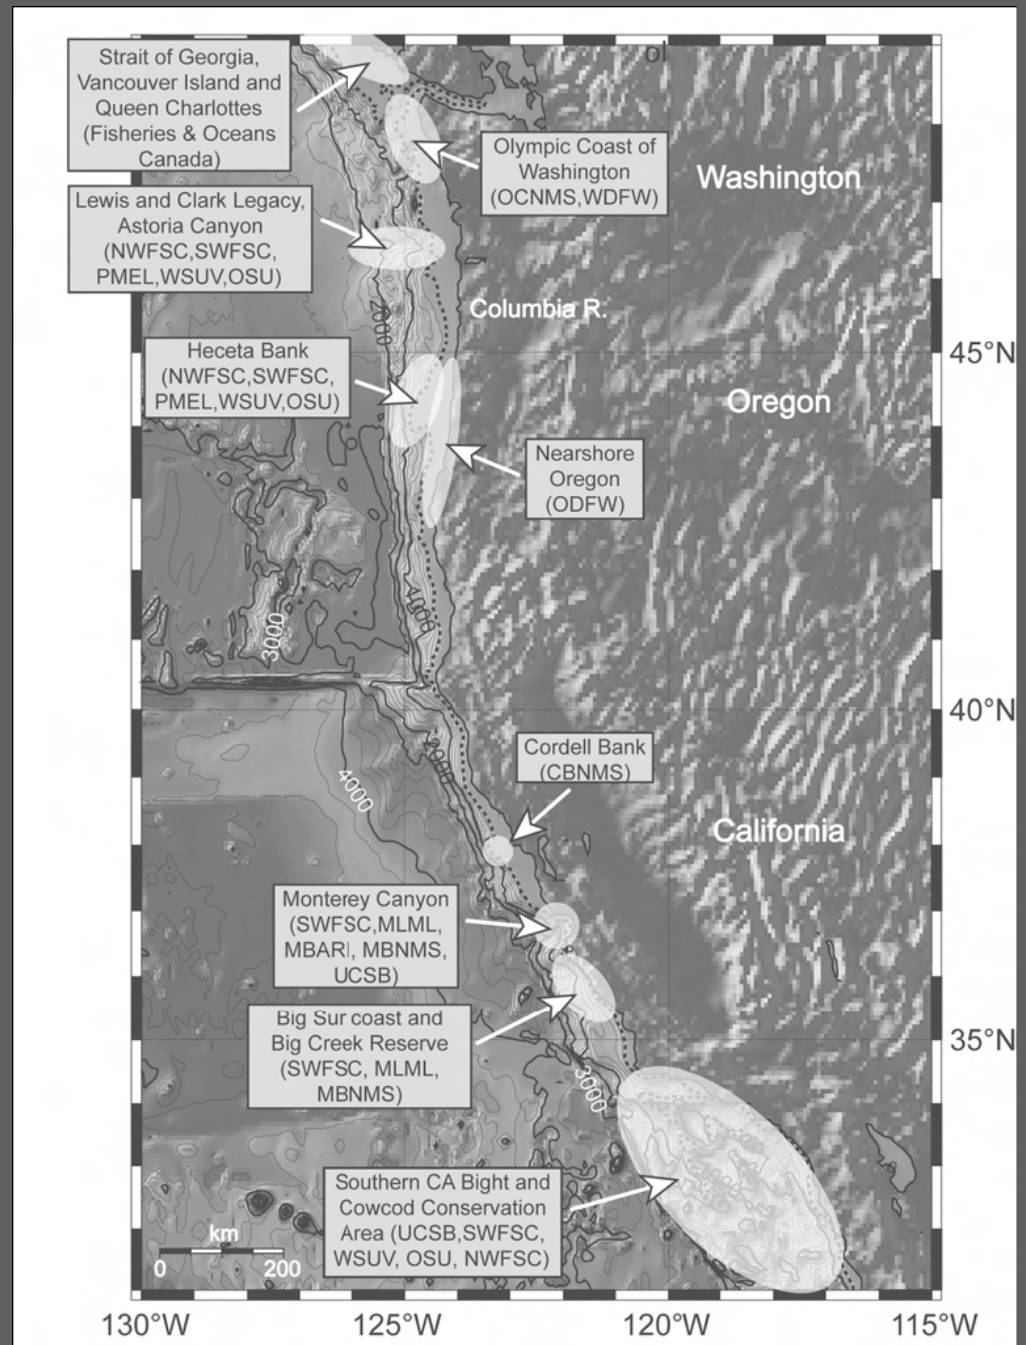 ol
Strait of Georgia,
Vancouver Island and
Queen Charlottes
(Fisheries & Oceans
Canada)
Olympic Coast of
Washington
(OCNMS,WDFW)
Washington
Lewis and Clark Legacy,
Astoria Canyon
(NWFSC,SWFSC,
PMEL,WSUV,OSU)
Columbia R.
2000
Heceta Bank
(NWFSC,SWFSC,
PMEL,WSUV,OSU)
45°N
Oregon
Nearshore
Oregon
(ODFW)
1000
3000
40°N
Cordell Bank
(CBNMS)
2000
4000
California
Monterey Canyon
(SWFSC,MLML,
MBARI, MBNMS,
UCSB)
Big Sur coast and
Big Creek Reserve
(SWFSC, MLML,
MBNMS)
35°N
3000
Southern CA Bight and
Cowcod Conservation
Area (UCSB,SWFSC,
WSUV, OSU, NWFSC)
km
0 200
130°W 125°W 120°W 115°W